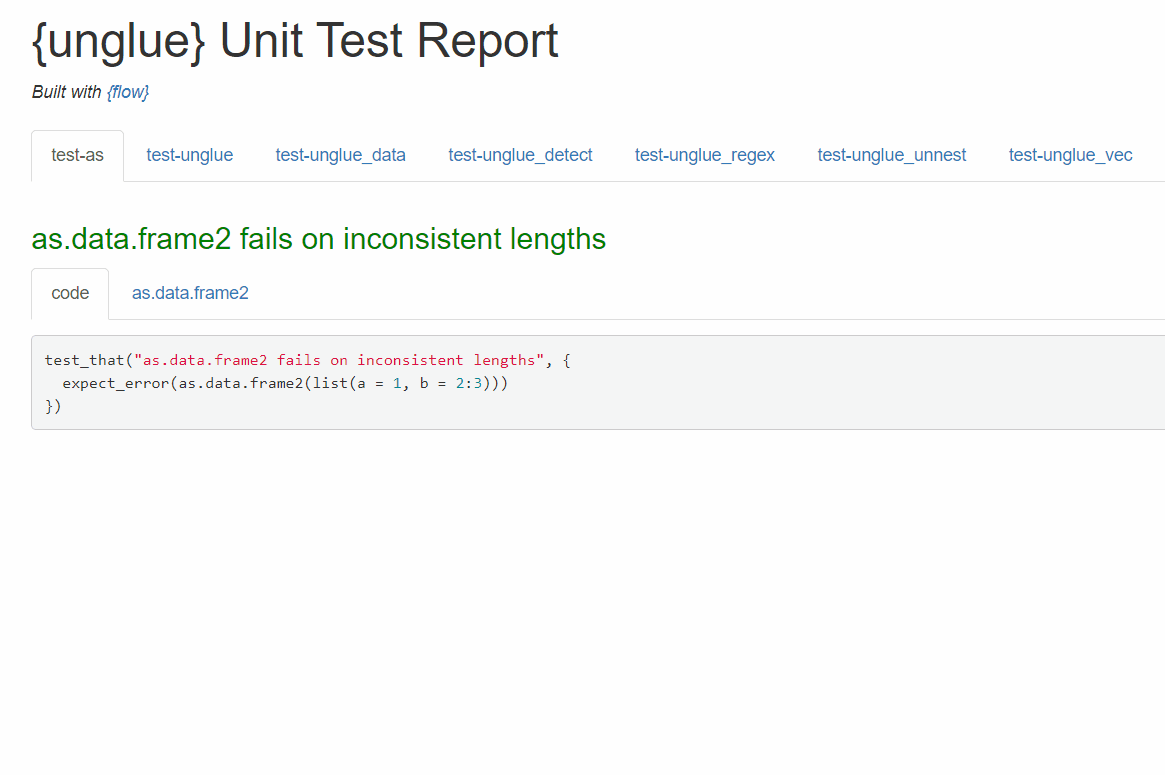 {unglue} Unit Test Report
Built with {flow}
test-as test-unglue test-unglue_data test-unglue_detect test-unglue_regex test-unglue_unnest test-unglue_vec
as.data.frame2 fails on inconsistent lengths
code as.data.frame2
test_that("as.data.frame2 fails on inconsistent lengths", {
  expect_error(as.data.frame2(list(a = 1, b = 2:3)))
})